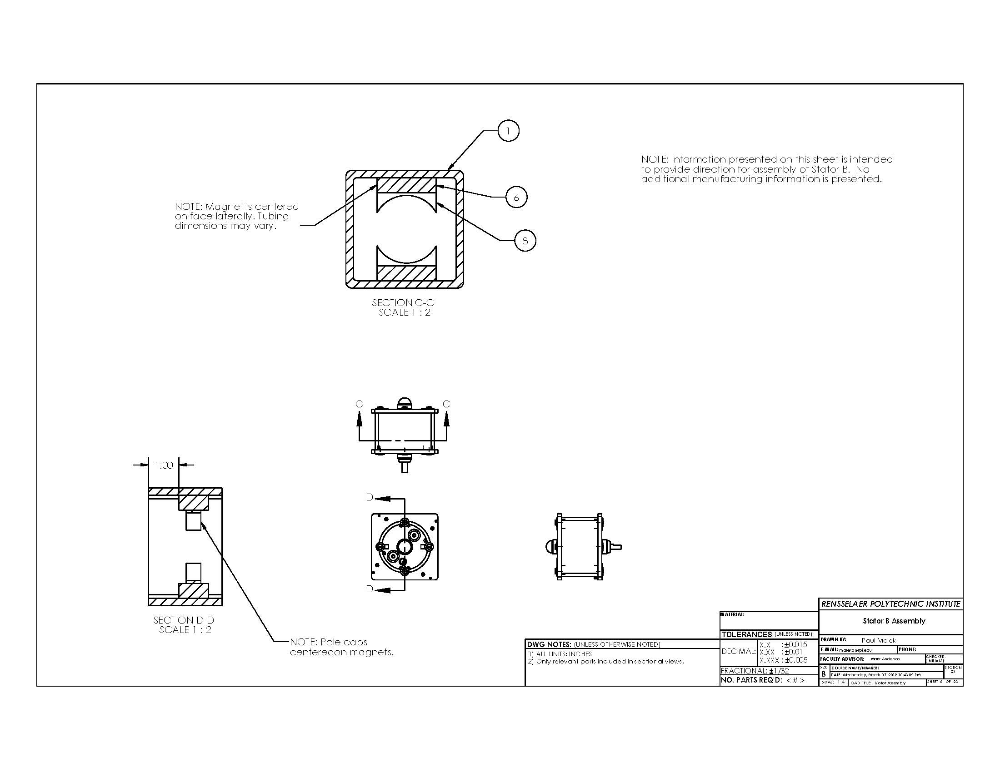 1
NOTE: Information presented on this sheet is intended
to provide direction for assembly of Stator B.  No
additional manufacturing information is presented.
6
NOTE: Magnet is centered
on face laterally. Tubing
dimensions may vary.
8
SECTION C-C
SCALE 1 : 2
C
C
1.00
D
D
SECTION D-D
SCALE 1 : 2
NOTE: Pole caps
centeredon magnets.
DWG NOTES: (UNLESS OTHERWISE NOTED)
1) ALL UNITS: INCHES
2) Only relevant parts included in sectional views.
MATERIAL:
TOLERANCES (UNLESS NOTED)
DECIMAL:
X.X : ±0.015
X.XX : ±0.01
X.XXX : ±0.005
FRACTIONAL: ±1/32
NO. PARTS REQ'D: < # >
RENSSELAER POLYTECHNIC INSTITUTE
Stator B Assembly
DRAWN BY: Paul Malek
E-MAIL: malekp@rpi.edu PHONE:
FACULTY ADVISOR: Mark Anderson
CHECKED:
(INITIALS)
SIZE
B
COURSE NAME/NUMBER:
SECTION
XX
DATE: Wednesday, March 07, 2012 10:43:09 PM
SCALE 1:4 CAD FILE: Motor Assembly SHEET 6 OF 23